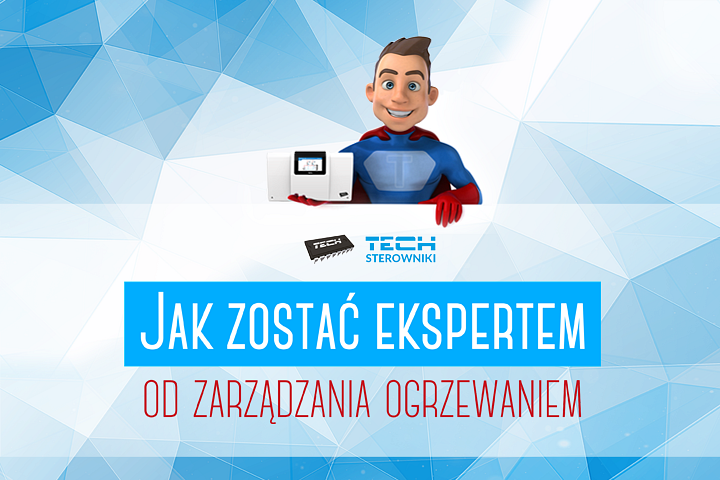 T
TECH
TECH
STEROWNIKI
JAK ZOSTAĆ EKSPERTEM
OD ZARZĄDZANIA OGRZEWANIEM